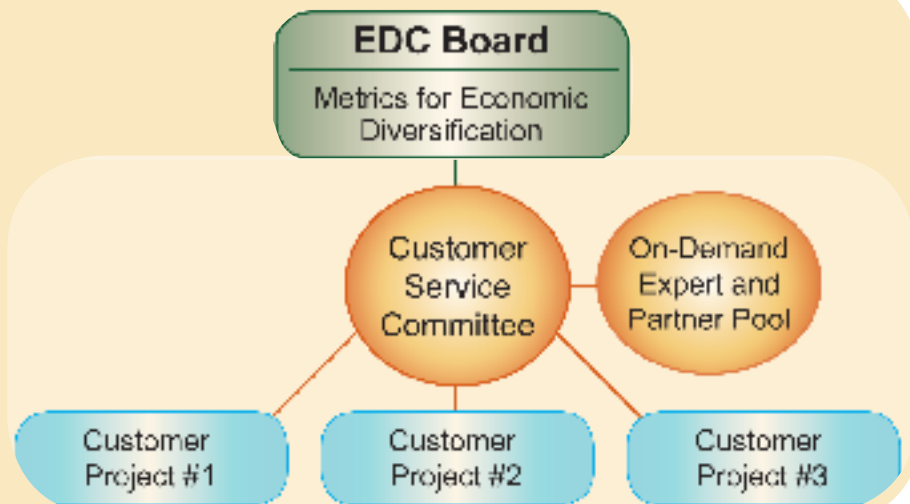 EDC Board
Metrics for Economic
Diversification
Customer
Service
Committee
On-Demand
Expert and
Partner Pool
Customer
Project #1
Customer
Project #2
Customer
Project #3